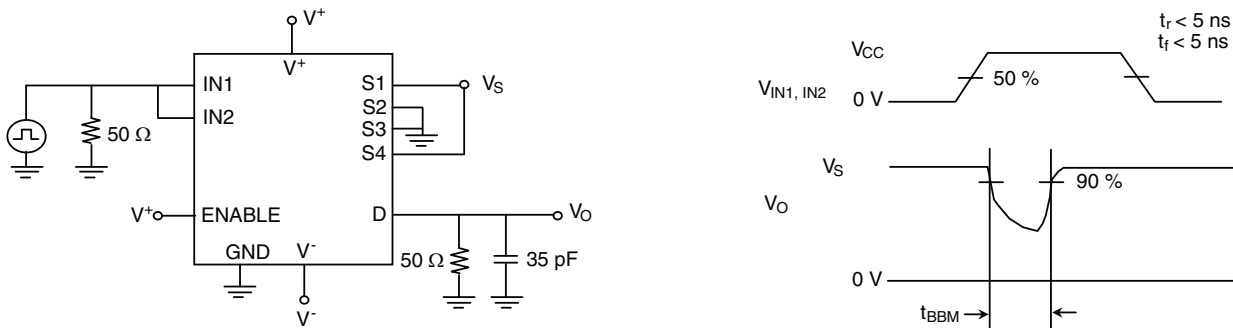 V+
V+
IN1
IN2
50 Ω
S1
S2
S3
S4
VS
V+
ENABLE
D
VO
GND
V-
V-
50 Ω
35 pF
tr < 5 ns
tf < 5 ns
VCC
VIN1, IN2
50 %
0 V
VS
VO
90 %
0 V
tBBM